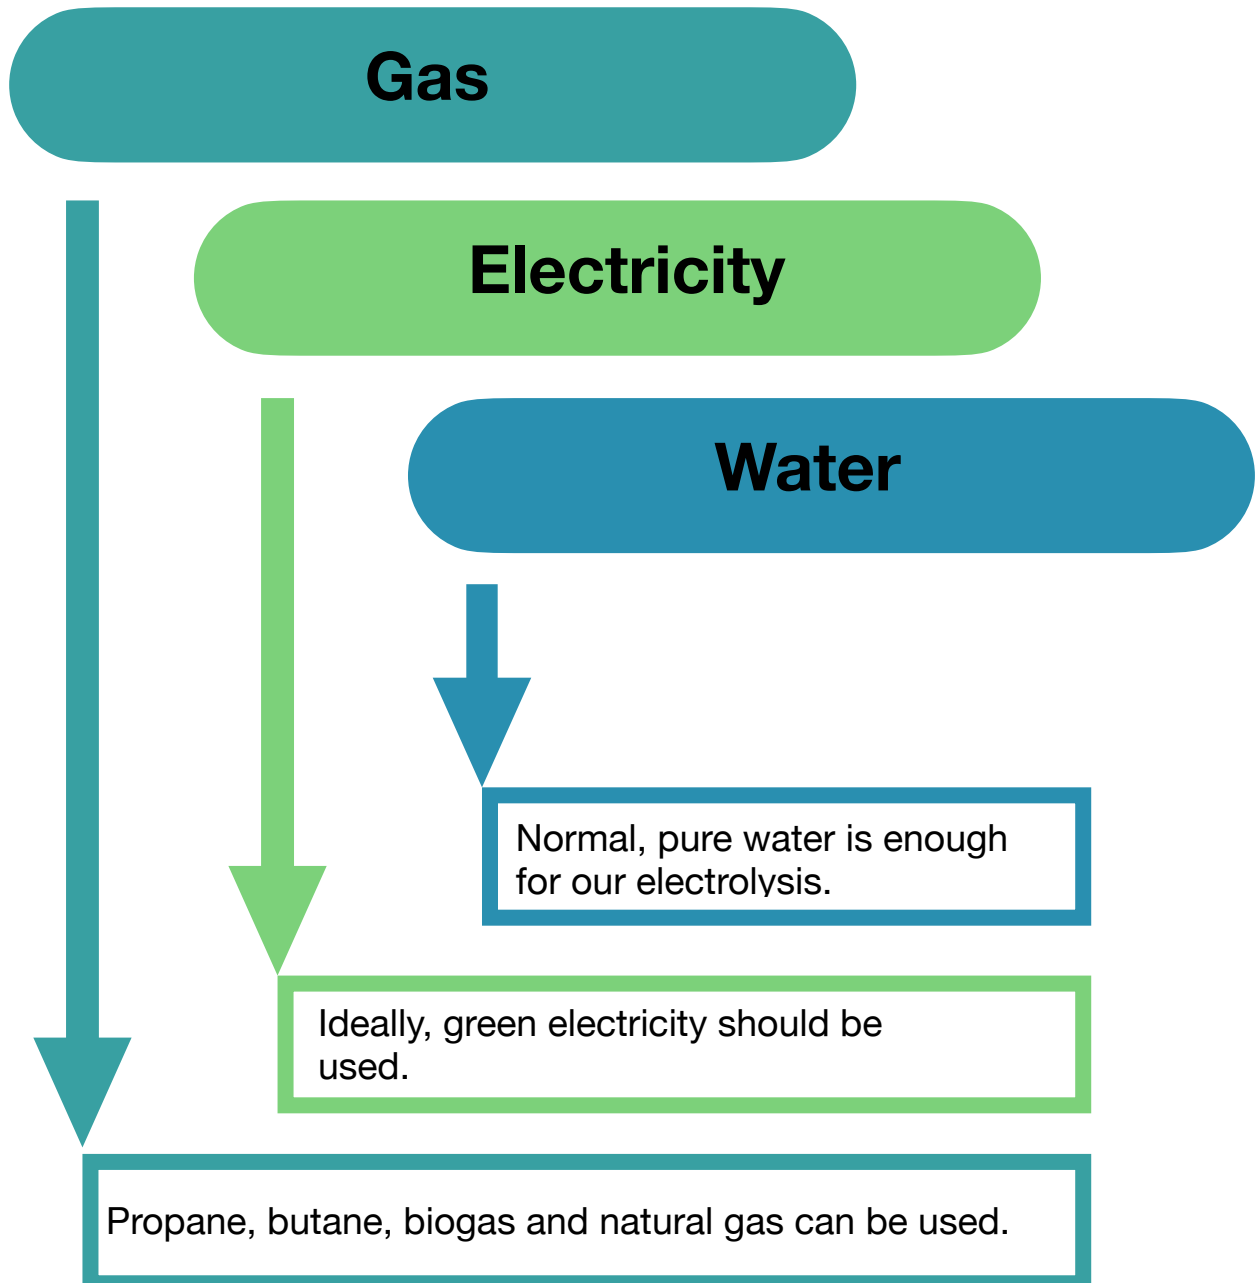 Gas
Electricity
Water
Normal, pure water is enough
for our electrolysis.
Ideally, green electricity should be
used.
Propane, butane, biogas and natural gas can be used.